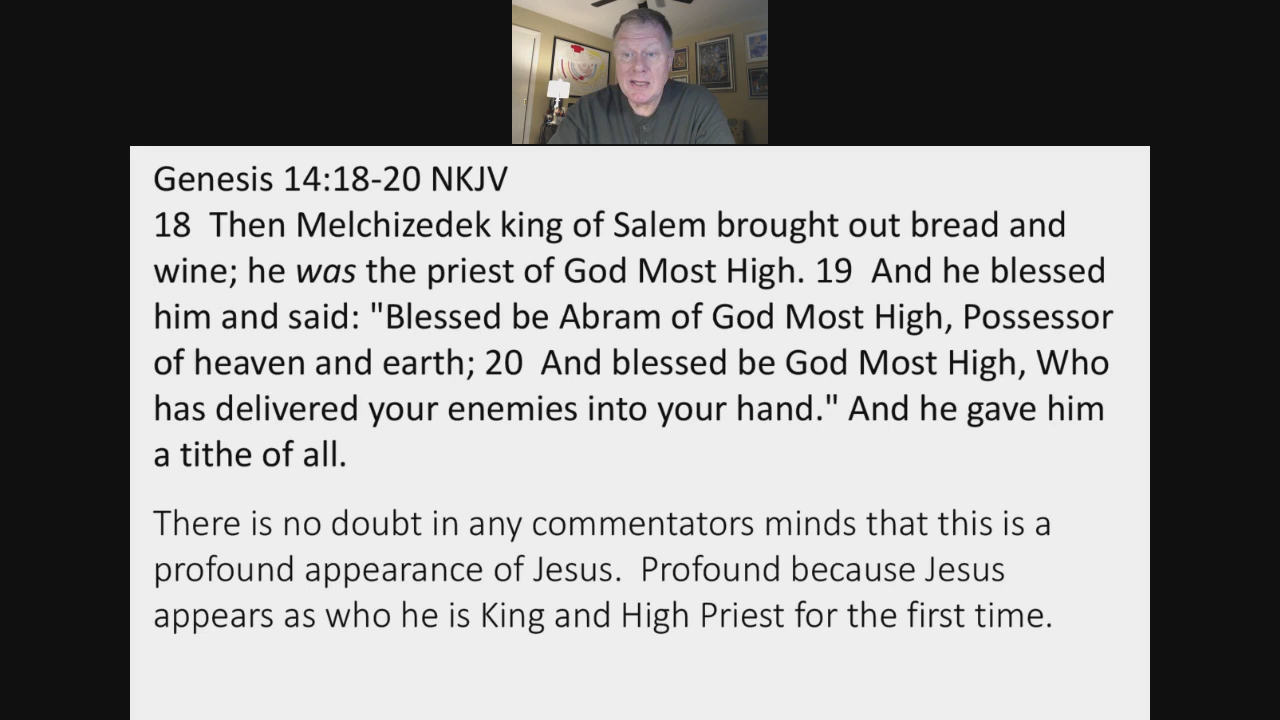 Genesis 14:18-20 NKJV
18  Then Melchizedek king of Salem brought out bread and
wine; he was the priest of God Most High. 19  And he blessed
him and said: "Blessed be Abram of God Most High, Possessor
of heaven and earth; 20  And blessed be God Most High, Who
has delivered your enemies into your hand." And he gave him
a tithe of all.
There is no doubt in any commentators minds that this is a
profound appearance of Jesus.  Profound because Jesus
appears as who he is King and High Priest for the first time.